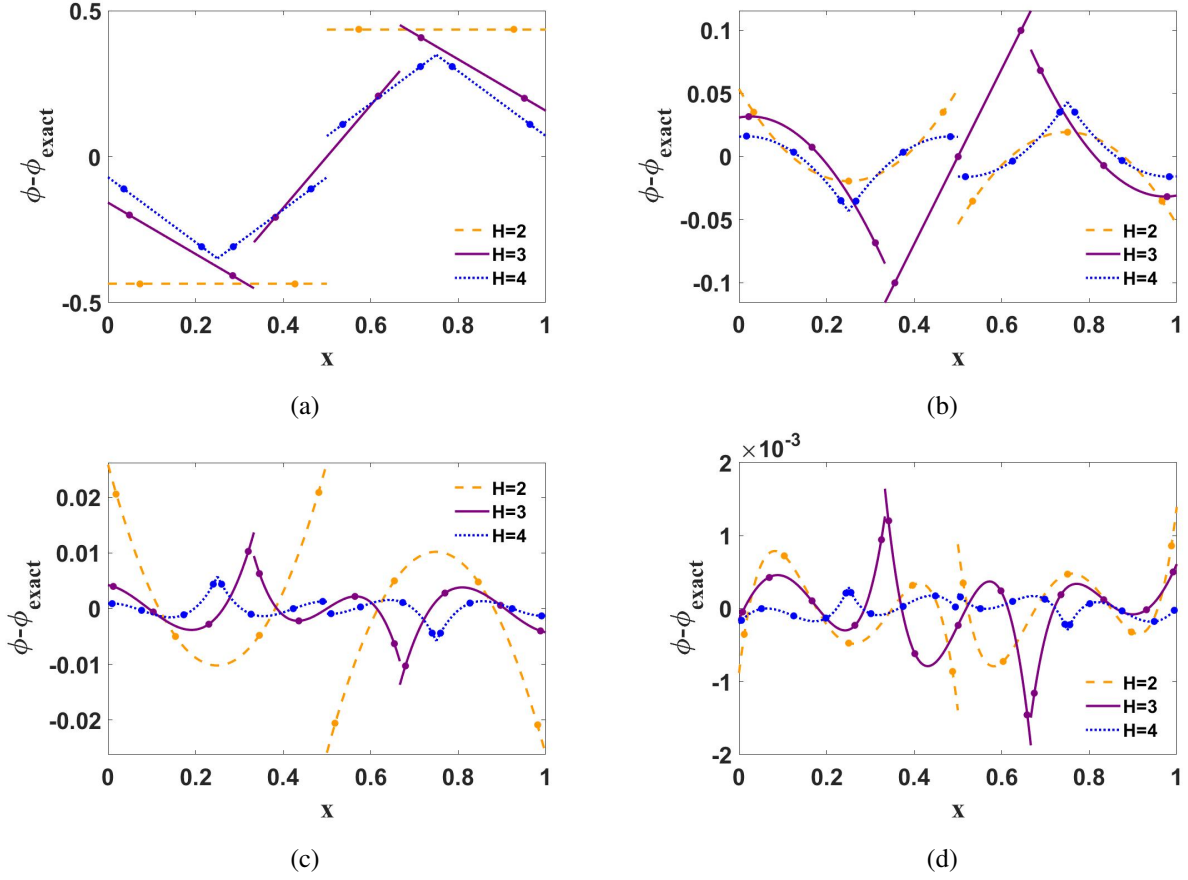 0.5
0
-0.5
ϕ-ϕexact
0 0.2 0.4 0.6 0.8 1
x
H=2
H=3
H=4
(a)
0.1
0.05
0
-0.05
-0.1
ϕ-ϕexact
0 0.2 0.4 0.6 0.8 1
x
H=2
H=3
H=4
(b)
0.02
0.01
0
-0.01
-0.02
ϕ-ϕexact
0 0.2 0.4 0.6 0.8 1
x
H=2
H=3
H=4
(c)
×10-3
2
1
0
-1
-2
ϕ-ϕexact
0 0.2 0.4 0.6 0.8 1
x
H=2
H=3
H=4
(d)